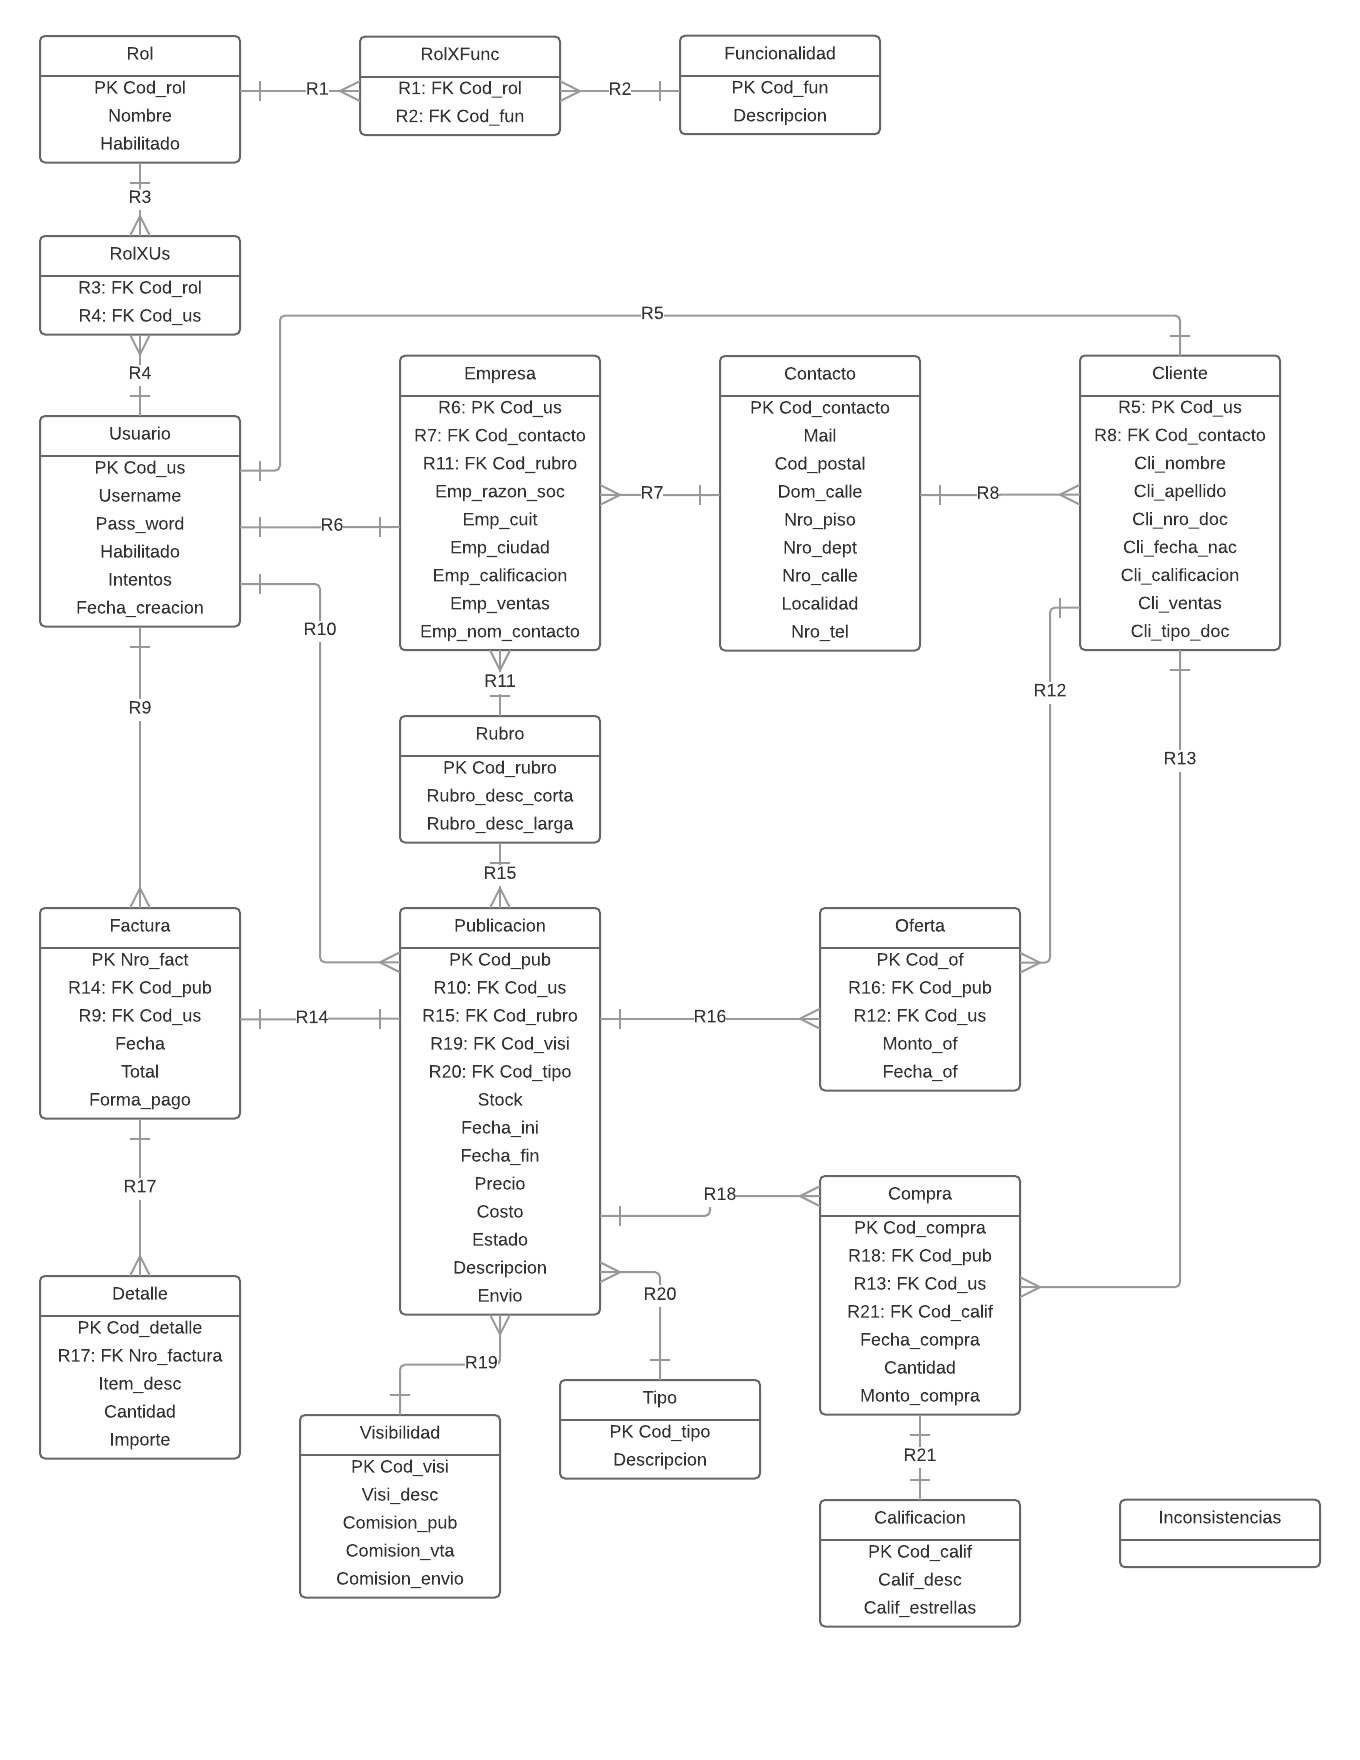 Rol
PK Cod_rol
Nombre
Habilitado
R1
RolXFunc
R1: FK Cod_rol
R2: FK Cod_fun
R2
Funcionalidad
PK Cod_fun
Descripcion
R3
RolXUs
R3: FK Cod_rol
R4: FK Cod_us
R4
R5
Usuario
PK Cod_us
Username
Pass_word
Habilitado
Intentos
Fecha_creacion
R6
Empresa
R6: PK Cod_us
R7: FK Cod_contacto
R11: FK Cod_rubro
Emp_razon_soc
Emp_cuit
Emp_ciudad
Emp_calificacion
Emp_ventas
Emp_nom_contacto
R7
Contacto
PK Cod_contacto
Mail
Cod_postal
Dom_calle
Nro_piso
Nro_dept
Nro_calle
Localidad
Nro_tel
R8
Cliente
R5: PK Cod_us
R8: FK Cod_contacto
Cli_nombre
Cli_apellido
Cli_nro_doc
Cli_fecha_nac
Cli_calificacion
Cli_ventas
Cli_tipo_doc
R10
R9
R11
R12
R13
Rubro
PK Cod_rubro
Rubro_desc_corta
Rubro_desc_larga
R15
Factura
PK Nro_fact
R14: FK Cod_pub
R9: FK Cod_us
Fecha
Total
Forma_pago
R14
Publicacion
PK Cod_pub
R10: FK Cod_us
R15: FK Cod_rubro
R19: FK Cod_visi
R20: FK Cod_tipo
Stock
Fecha_ini
Fecha_fin
Precio
Costo
Estado
Descripcion
Envio
R16
Oferta
PK Cod_of
R16: FK Cod_pub
R12: FK Cod_us
Monto_of
Fecha_of
R17
R18
Compra
PK Cod_compra
R18: FK Cod_pub
R13: FK Cod_us
R21: FK Cod_calif
Fecha_compra
Cantidad
Monto_compra
Detalle
PK Cod_detalle
R17: FK Nro_factura
Item_desc
Cantidad
Importe
R20
R19
Visibilidad
PK Cod_visi
Visi_desc
Comision_pub
Comision_vta
Comision_envio
Tipo
PK Cod_tipo
Descripcion
R21
Calificacion
PK Cod_calif
Calif_desc
Calif_estrellas
Inconsistencias